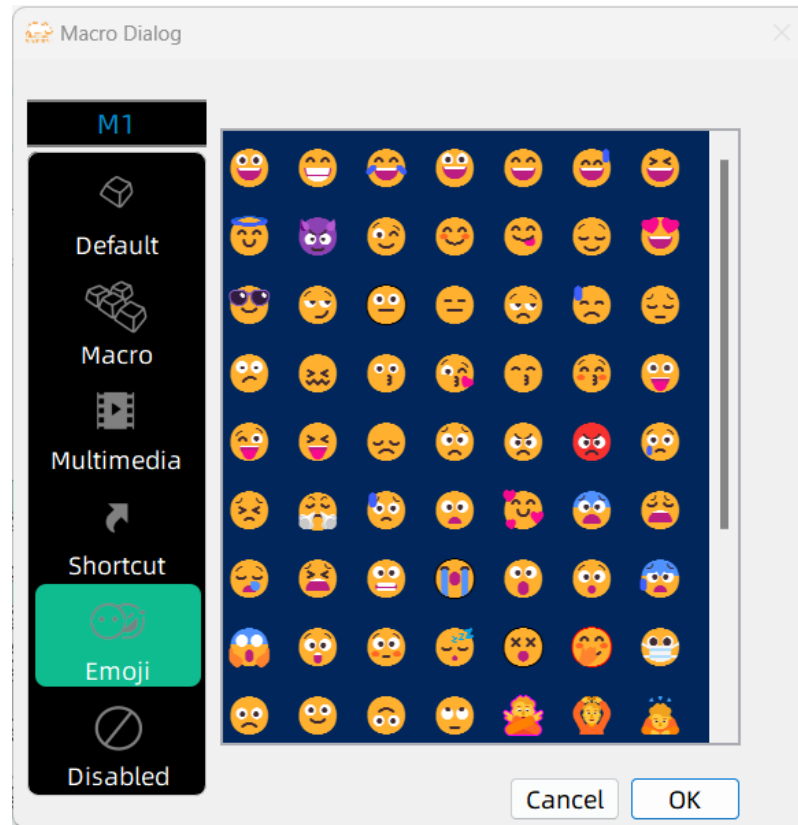 Macro Dialog
M1
Default
Macro
Multimedia
Shortcut
Emoji
Disabled
Cancel
OK